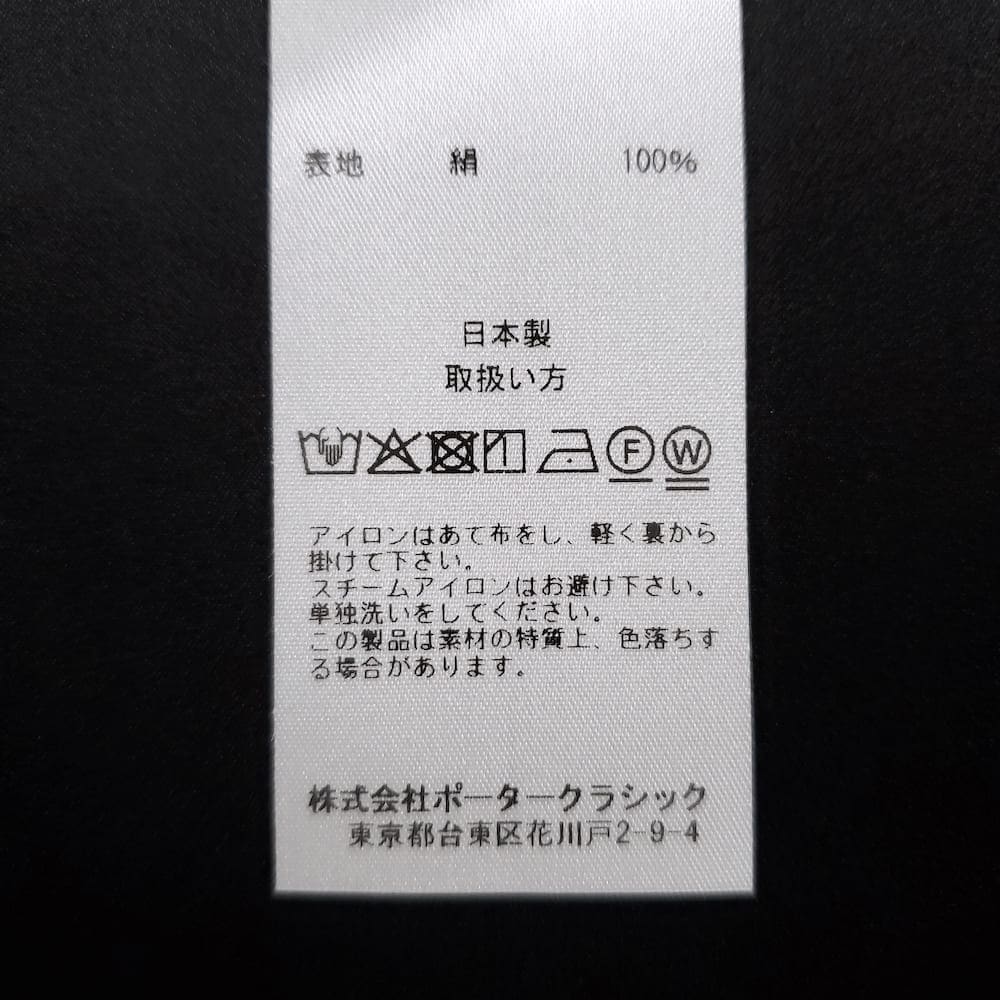 表地 絹 100%
日本製
取扱い方
F W
アイロンはあて布をし、軽く裏から
掛けて下さい。
スチームアイロンはお避け下さい。
単独洗いをしてください。
この製品は素材の特質上、色落ちす
る場合があります。
株式会社ポータークラシック
東京都台東区花川戸2-9-4